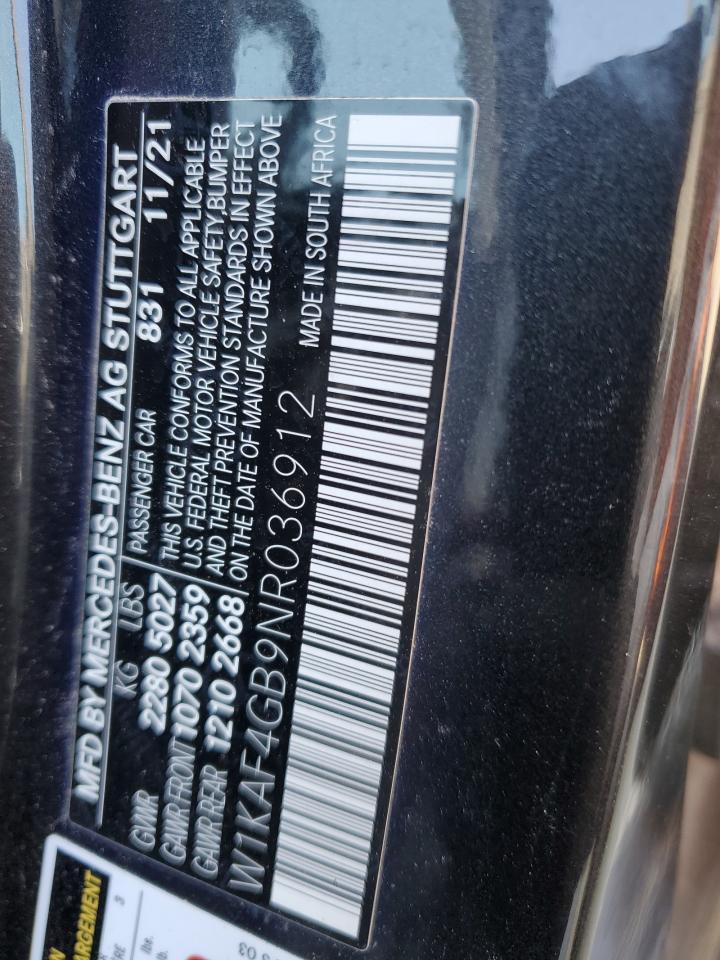 MFD BY MERCEDES-BENZ AG STUTTGART
KG LBS PASSENGER CAR 831 11/21
GVWR 2280 5027 THIS VEHICLE CONFORMS TO ALL APPLICABLE
GAWR FRONT 1070 2359 U.S. FEDERAL MOTOR VEHICLE SAFETY, BUMPER
GAWR REAR 1210 2668 AND THEFT PREVENTION STANDARDS IN EFFECT
ON THE DATE OF MANUFACTURE SHOWN ABOVE
W1KAF4GB9NR036912 MADE IN SOUTH AFRICA
lbs.